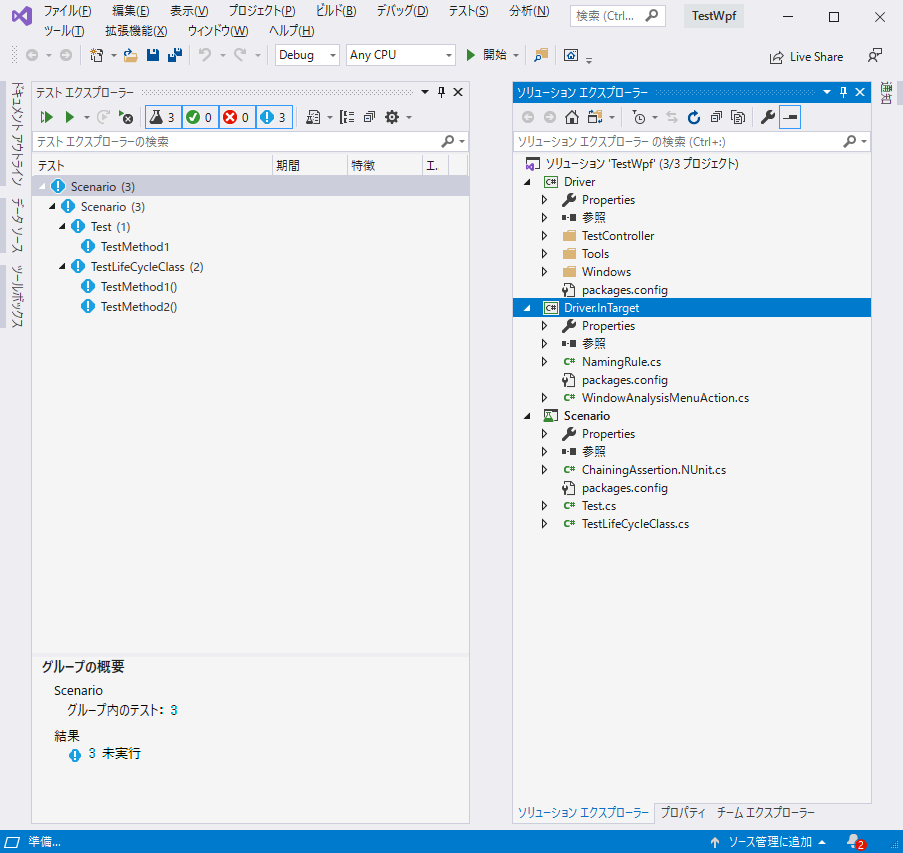 ファイル(F) 編集(E) 表示(V) プロジェクト(P) ビルド(B) デバッグ(D) テスト(S) 分析(N) 検索 (Ctrl... TestWpf
ツール(T) 拡張機能(X) ウィンドウ(W) ヘルプ(H)
Debug Any CPU 開始 Live Share
ドキュメント アウトライン
データ ソース
ツールボックス
テスト エクスプローラー
3 0 0 3
テスト エクスプローラーの検索
テスト 期間 特徴 エ.
Scenario (3)
Scenario (3)
Test (1)
TestMethod1
TestLifeCycleClass (2)
TestMethod1()
TestMethod2()
グループの概要
Scenario
グループ内のテスト: 3
結果
3 未実行
ソリューション エクスプローラー
ソリューション エクスプローラー の検索 (Ctrl+:)
ソリューション 'TestWpf' (3/3 プロジェクト)
C# Driver
Properties
参照
TestController
Tools
Windows
packages.config
C# Driver.InTarget
Properties
参照
C# NamingRule.cs
packages.config
C# WindowAnalysisMenuAction.cs
Scenario
Properties
参照
C# ChainingAssertion.NUnit.cs
packages.config
C# Test.cs
C# TestLifeCycleClass.cs
ソリューション エクスプローラー プロパティ チーム エクスプローラー
通知
準備... ソース管理に追加 2